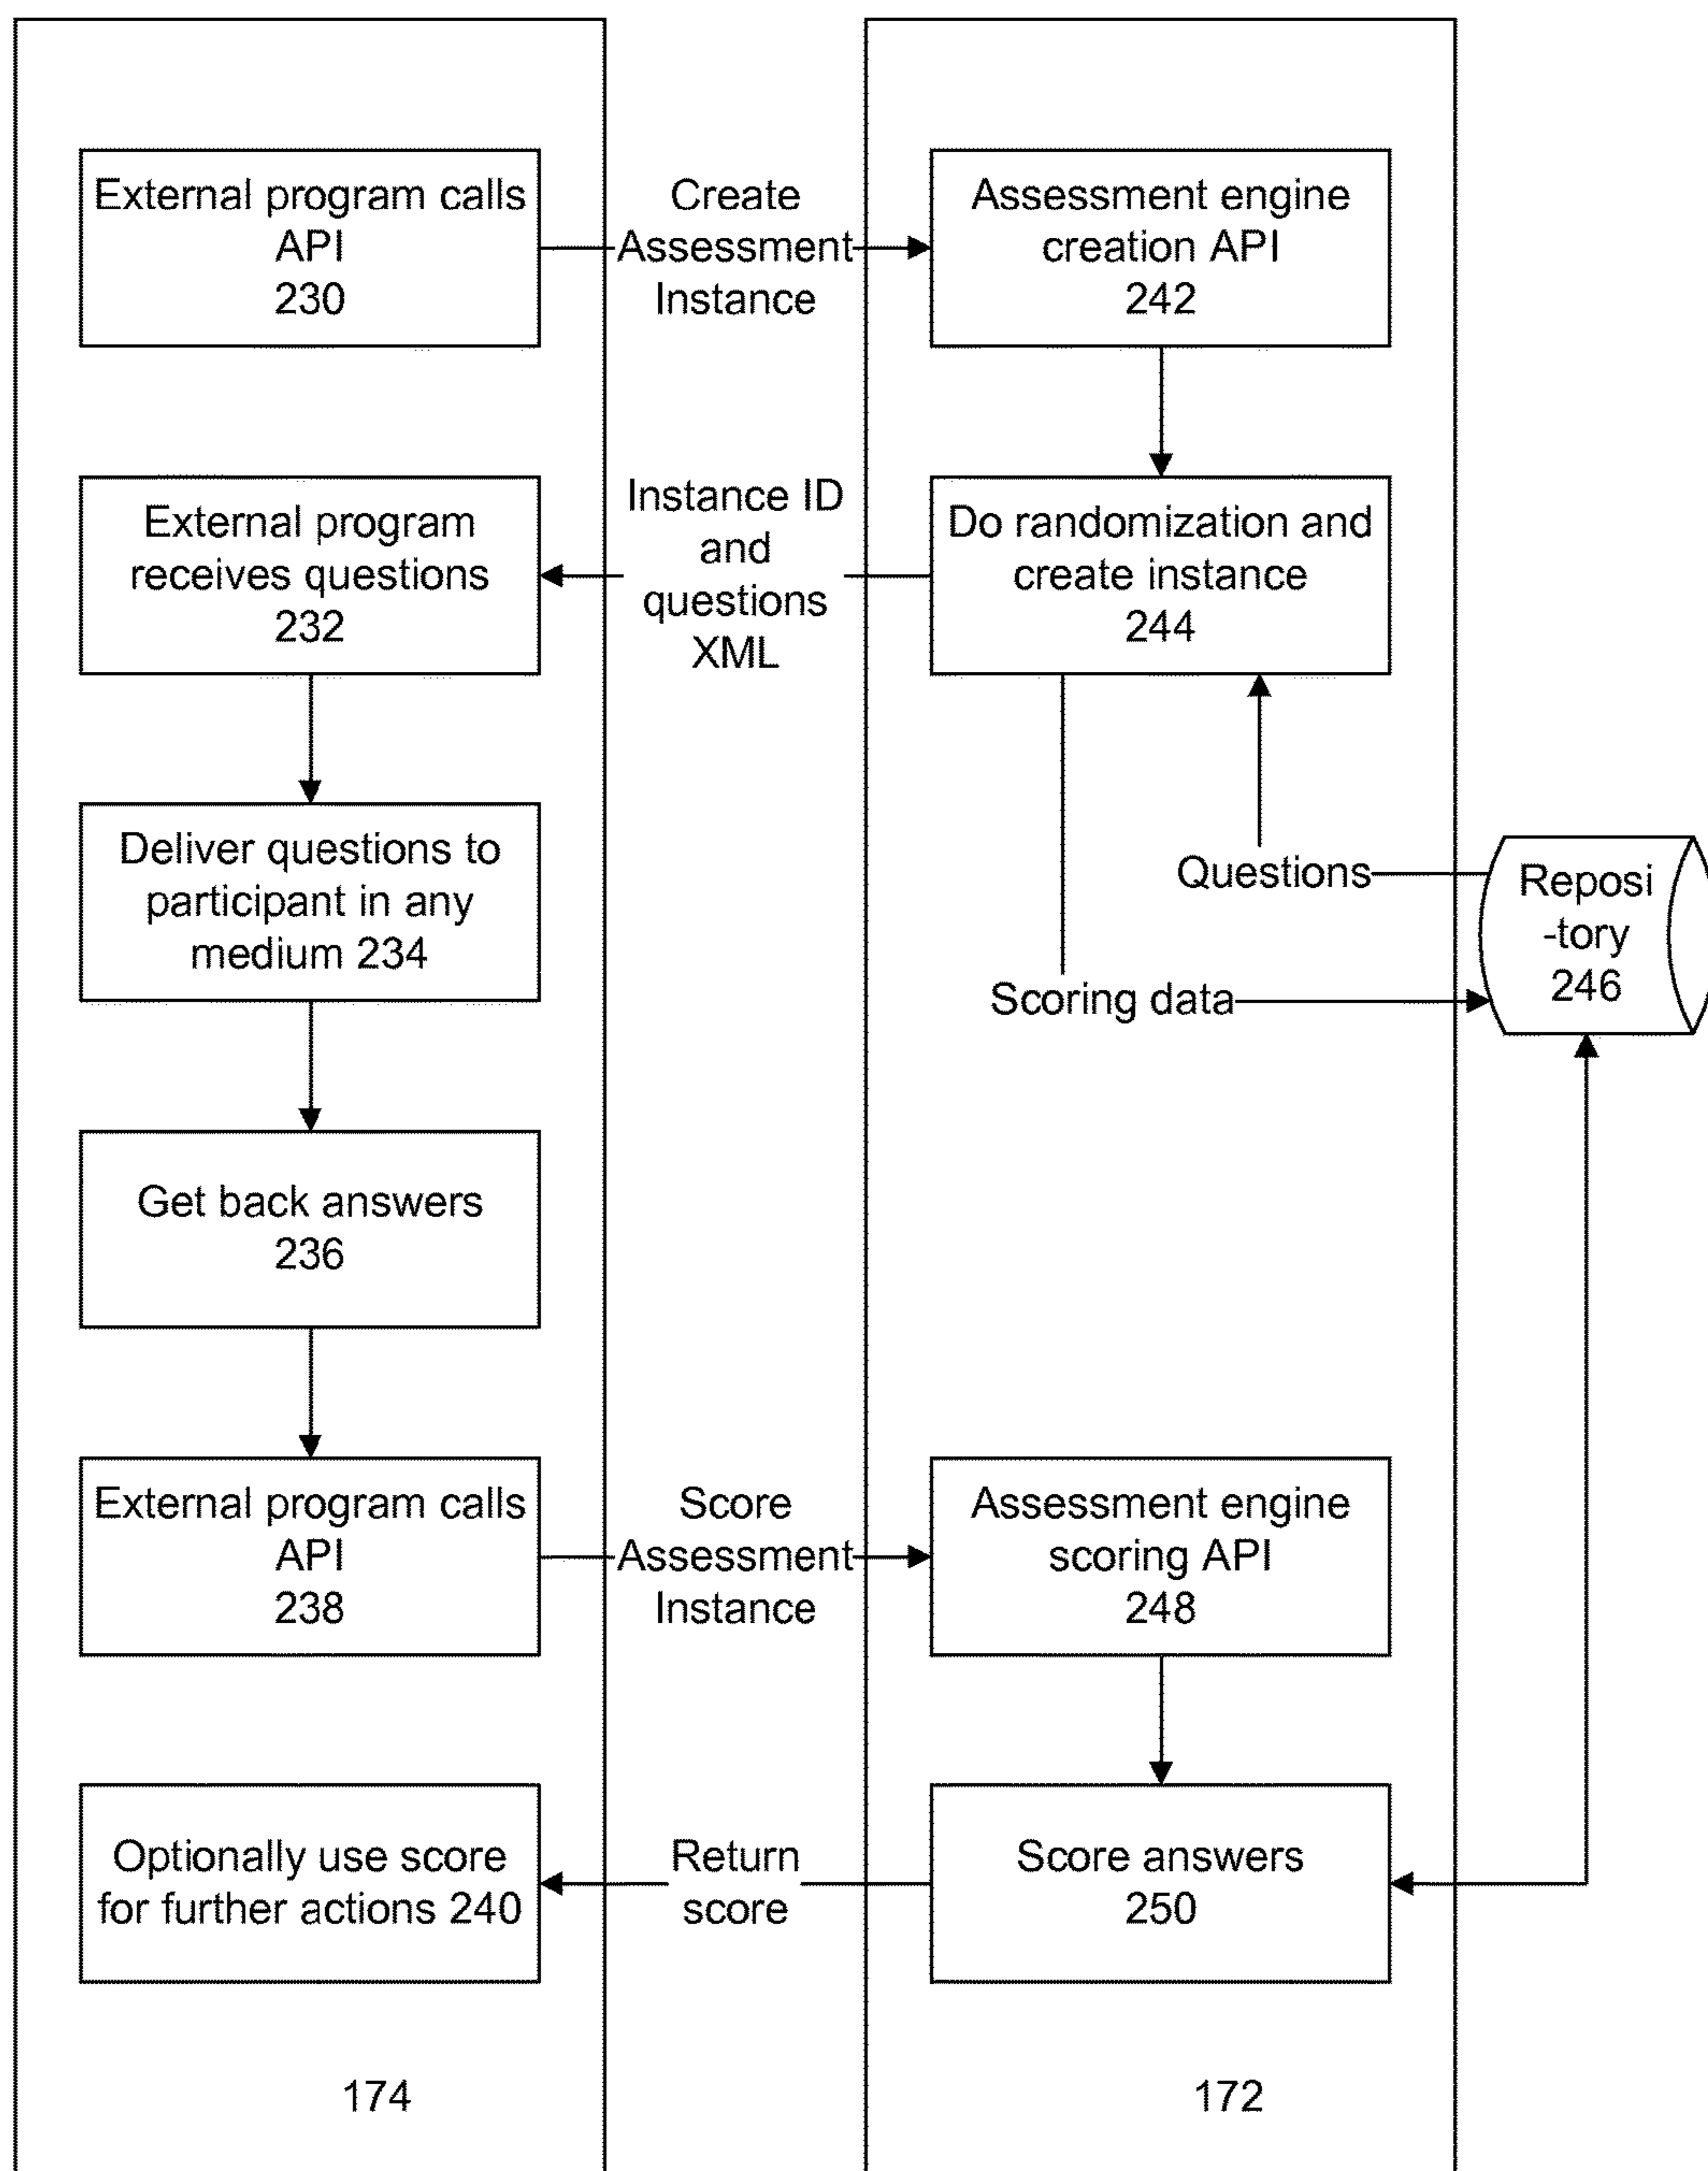 External program calls
API
230
Create
Assessment
Instance
Assessment engine
creation API
242
External program
receives questions
232
Instance ID
and
questions
XML
Do randomization and
create instance
244
Deliver questions to
participant in any
medium 234
Questions
Scoring data
Reposi
-tory
246
Get back answers
236
External program calls
API
238
Score
Assessment
Instance
Assessment engine
scoring API
248
Optionally use score
for further actions 240
Return
score
Score answers
250
174
172